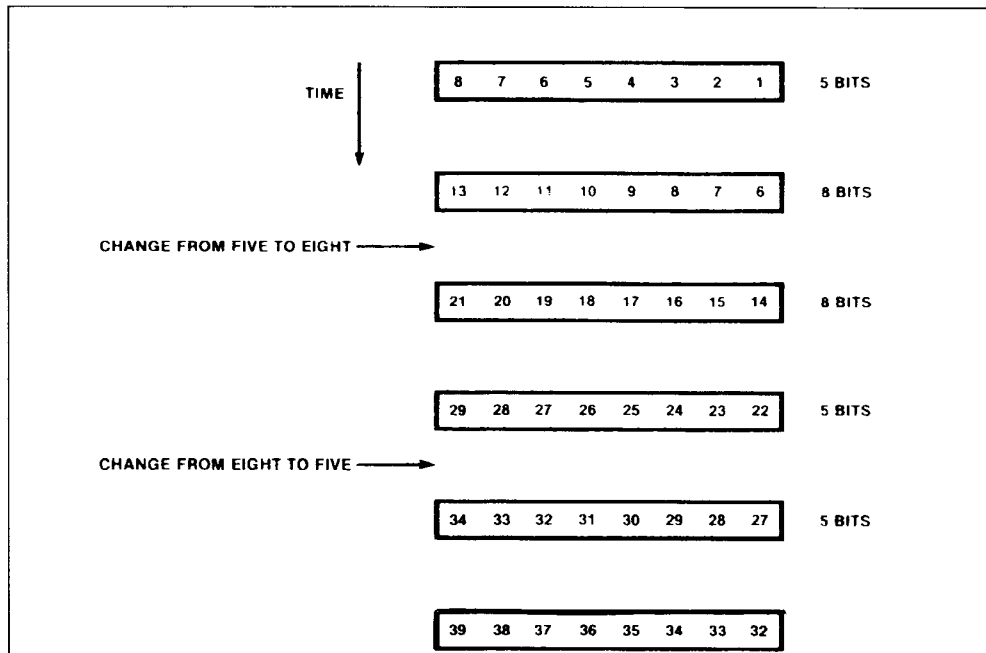 8 7 6 5 4 3 2 1 5 BITS
TIME
13 12 11 10 9 8 7 6 8 BITS
CHANGE FROM FIVE TO EIGHT
21 20 19 18 17 16 15 14 8 BITS
29 28 27 26 25 24 23 22 5 BITS
CHANGE FROM EIGHT TO FIVE
34 33 32 31 30 29 28 27 5 BITS
39 38 37 36 35 34 33 32